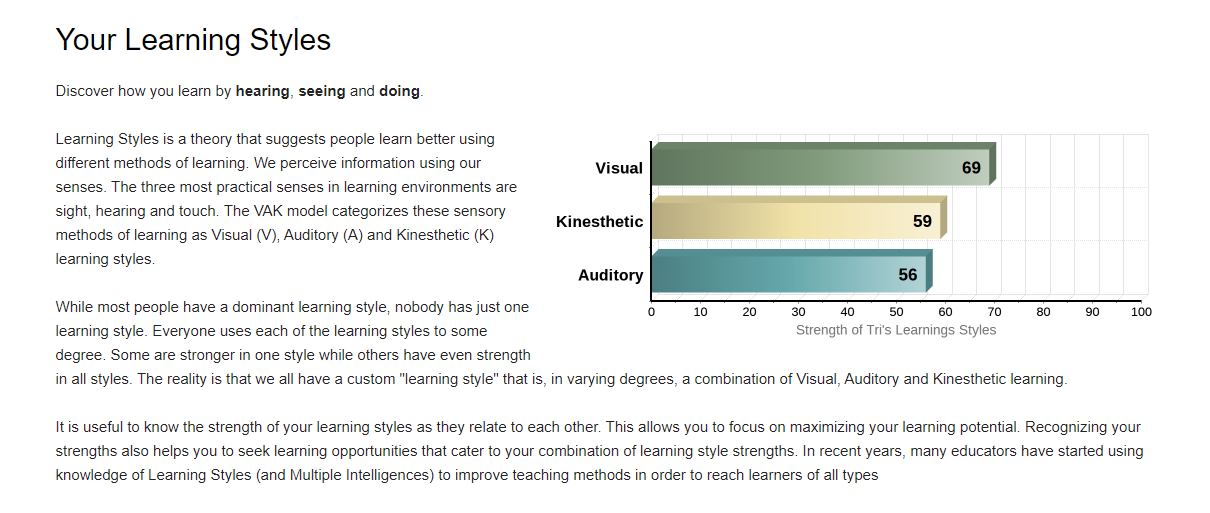 Your Learning Styles
Discover how you learn by hearing, seeing and doing.
Learning Styles is a theory that suggests people learn better using
different methods of learning. We perceive information using our
senses. The three most practical senses in learning environments are
sight, hearing and touch. The VAK model categorizes these sensory
methods of learning as Visual (V), Auditory (A) and Kinesthetic (K)
learning styles.
While most people have a dominant learning style, nobody has just one
learning style. Everyone uses each of the learning styles to some
degree. Some are stronger in one style while others have even strength
in all styles. The reality is that we all have a custom "learning style" that is, in varying degrees, a combination of Visual, Auditory and Kinesthetic learning.
Visual 69
Kinesthetic 59
Auditory 56
0 10 20 30 40 50 60 70 80 90 100
Strength of Tri's Learnings Styles
It is useful to know the strength of your learning styles as they relate to each other. This allows you to focus on maximizing your learning potential. Recognizing your
strengths also helps you to seek learning opportunities that cater to your combination of learning style strengths. In recent years, many educators have started using
knowledge of Learning Styles (and Multiple Intelligences) to improve teaching methods in order to reach learners of all types